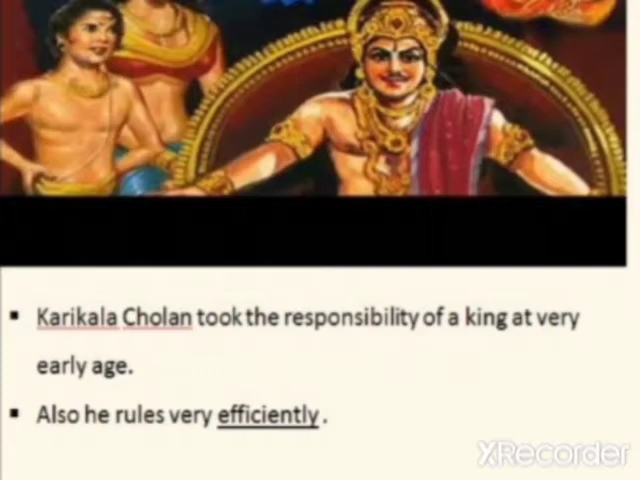 Karikala Cholan took the responsibility of a king at very
early age.
Also he rules very efficiently.
XRecorder